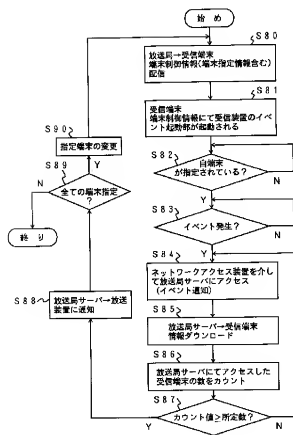 始め
S80
放送局→受信端末
端末制御情報(端末指定情報含む)
配信
S81
受信端末
端末制御情報にて受信装置のイベ
ント起動部が起動される
S82
自端末
が指定されている?
N
Y
S83
イベント発生?
N
Y
S84
ネットワークアクセス装置を介し
て放送局サーバにアクセス
(イベント通知)
S85
放送局サーバ→受信端末
情報ダウンロード
S86
放送局サーバにてアクセスした
受信端末の数をカウント
S87
カウント値≧所定数?
Y
N
S88
放送局サーバ→放送
装置に通知
S89
全ての端末指定
?
N
Y
S90
指定端末の変更
終り